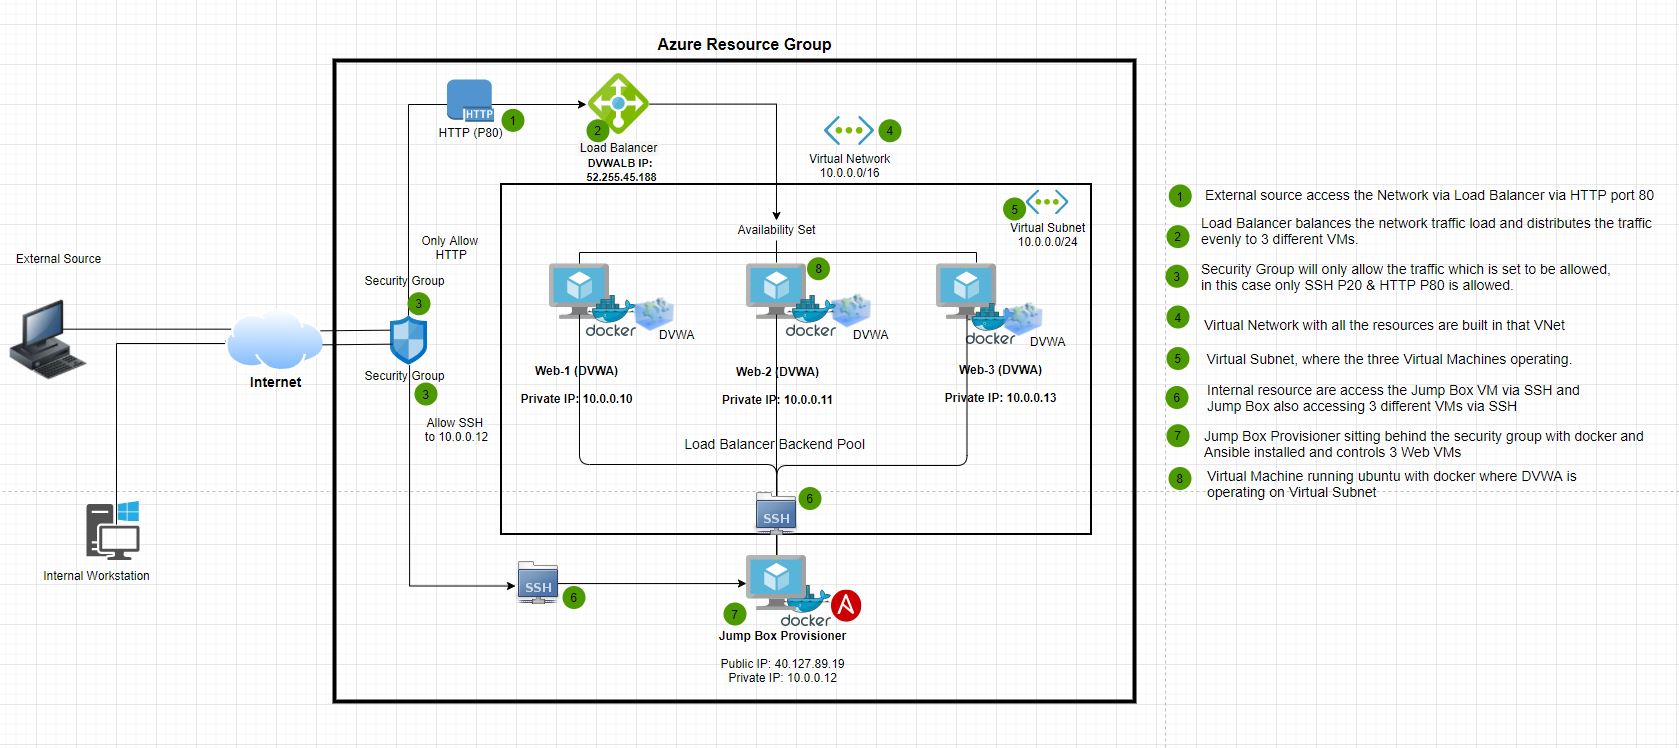 Azure Resource Group
HTTP
HTTP (P80)
1
2
Load Balancer
DVWALB IP:
52.255.45.188
4
Virtual Network
10.0.0.0/16
5
Virtual Subnet
10.0.0.0/24
Availability Set
Only Allow
HTTP
External Source
Security Group
3
Internet
Security Group
3
Allow SSH
to 10.0.0.12
8
docker
DVWA
docker
DVWA
docker
DVWA
Web-1 (DVWA)
Private IP: 10.0.0.10
Web-2 (DVWA)
Private IP: 10.0.0.11
Web-3 (DVWA)
Private IP: 10.0.0.13
Load Balancer Backend Pool
SSH
6
Internal Workstation
SSH
6
7
docker
A
Jump Box Provisioner
Public IP: 40.127.89.19
Private IP: 10.0.0.12
1 External source access the Network via Load Balancer via HTTP port 80
2 Load Balancer balances the network traffic load and distributes the traffic
evenly to 3 different VMs.
3 Security Group will only allow the traffic which is set to be allowed,
in this case only SSH P20 & HTTP P80 is allowed.
4 Virtual Network with all the resources are built in that VNet
5 Virtual Subnet, where the three Virtual Machines operating.
6 Internal resource are access the Jump Box VM via SSH and
Jump Box also accessing 3 different VMs via SSH
7 Jump Box Provisioner sitting behind the security group with docker and
Ansible installed and controls 3 Web VMs
8 Virtual Machine running ubuntu with docker where DVWA is
operating on Virtual Subnet